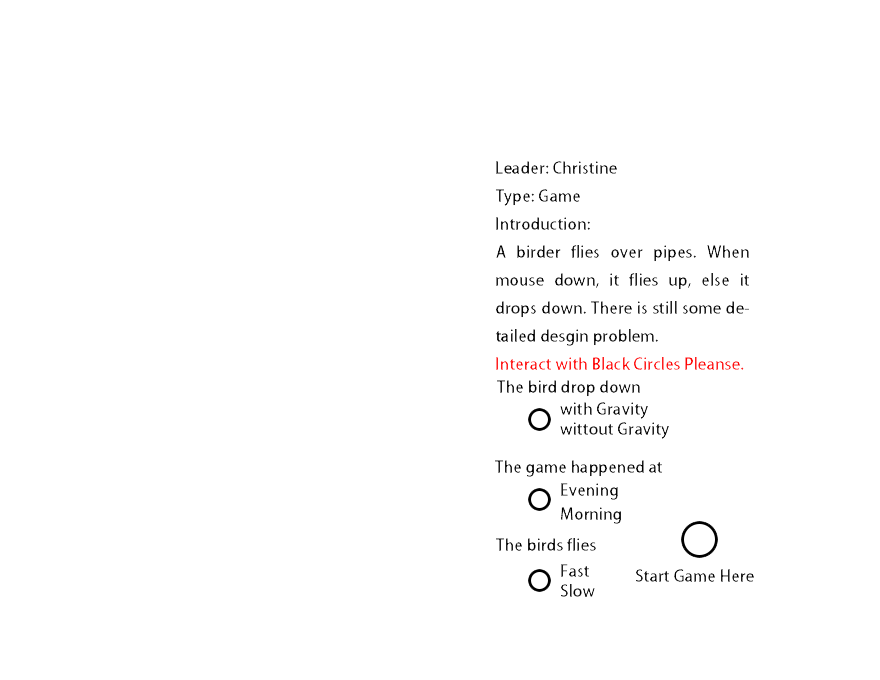 Leader: Christine
Type: Game
Introduction:
A birder flies over pipes. When
mouse down, it flies up, else it
drops down. There is still some de-
tailed desgin problem.
Interact with Black Circles Pleanse.
The bird drop down
with Gravity
wittout Gravity
The game happened at
Evening
Morning
The birds flies
Fast
Slow
Start Game Here